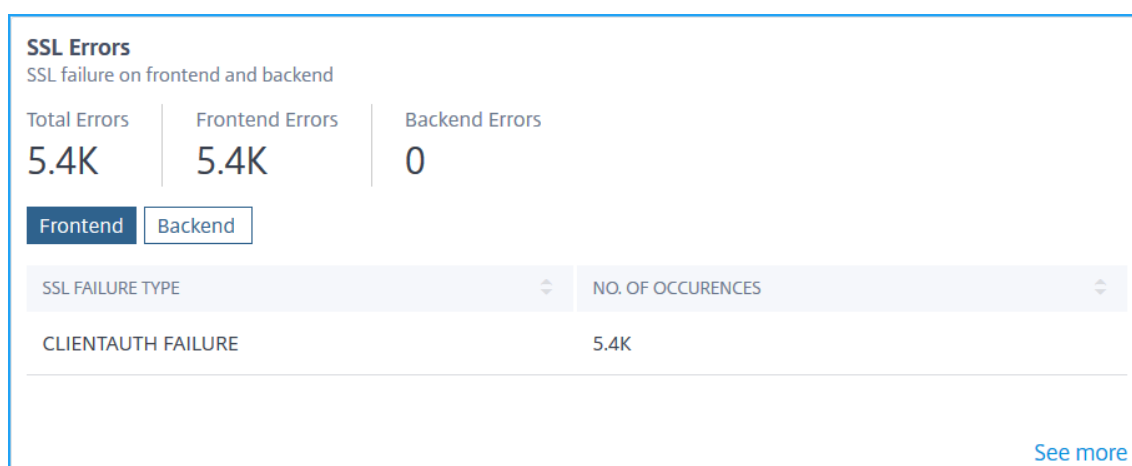 SSL Errors
SSL failure on frontend and backend
Total Errors Frontend Errors Backend Errors
5.4K 5.4K 0
Frontend Backend
SSL FAILURE TYPE NO. OF OCCURENCES
CLIENTAUTH FAILURE 5.4K
See more